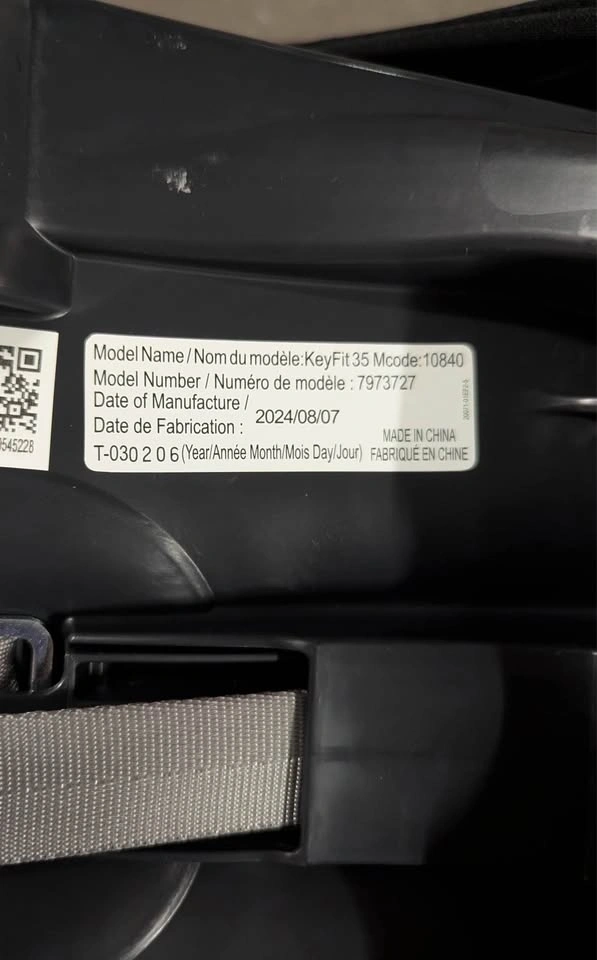 Model Name / Nom du modèle:KeyFit 35 Mcode:10840
Model Number / Numéro de modèle : 7973727
Date of Manufacture /
Date de Fabrication : 2024/08/07
T-030 2 0 6 (Year/Année Month/Mois Day/Jour)
MADE IN CHINA
FABRIQUÉ EN CHINE
545228